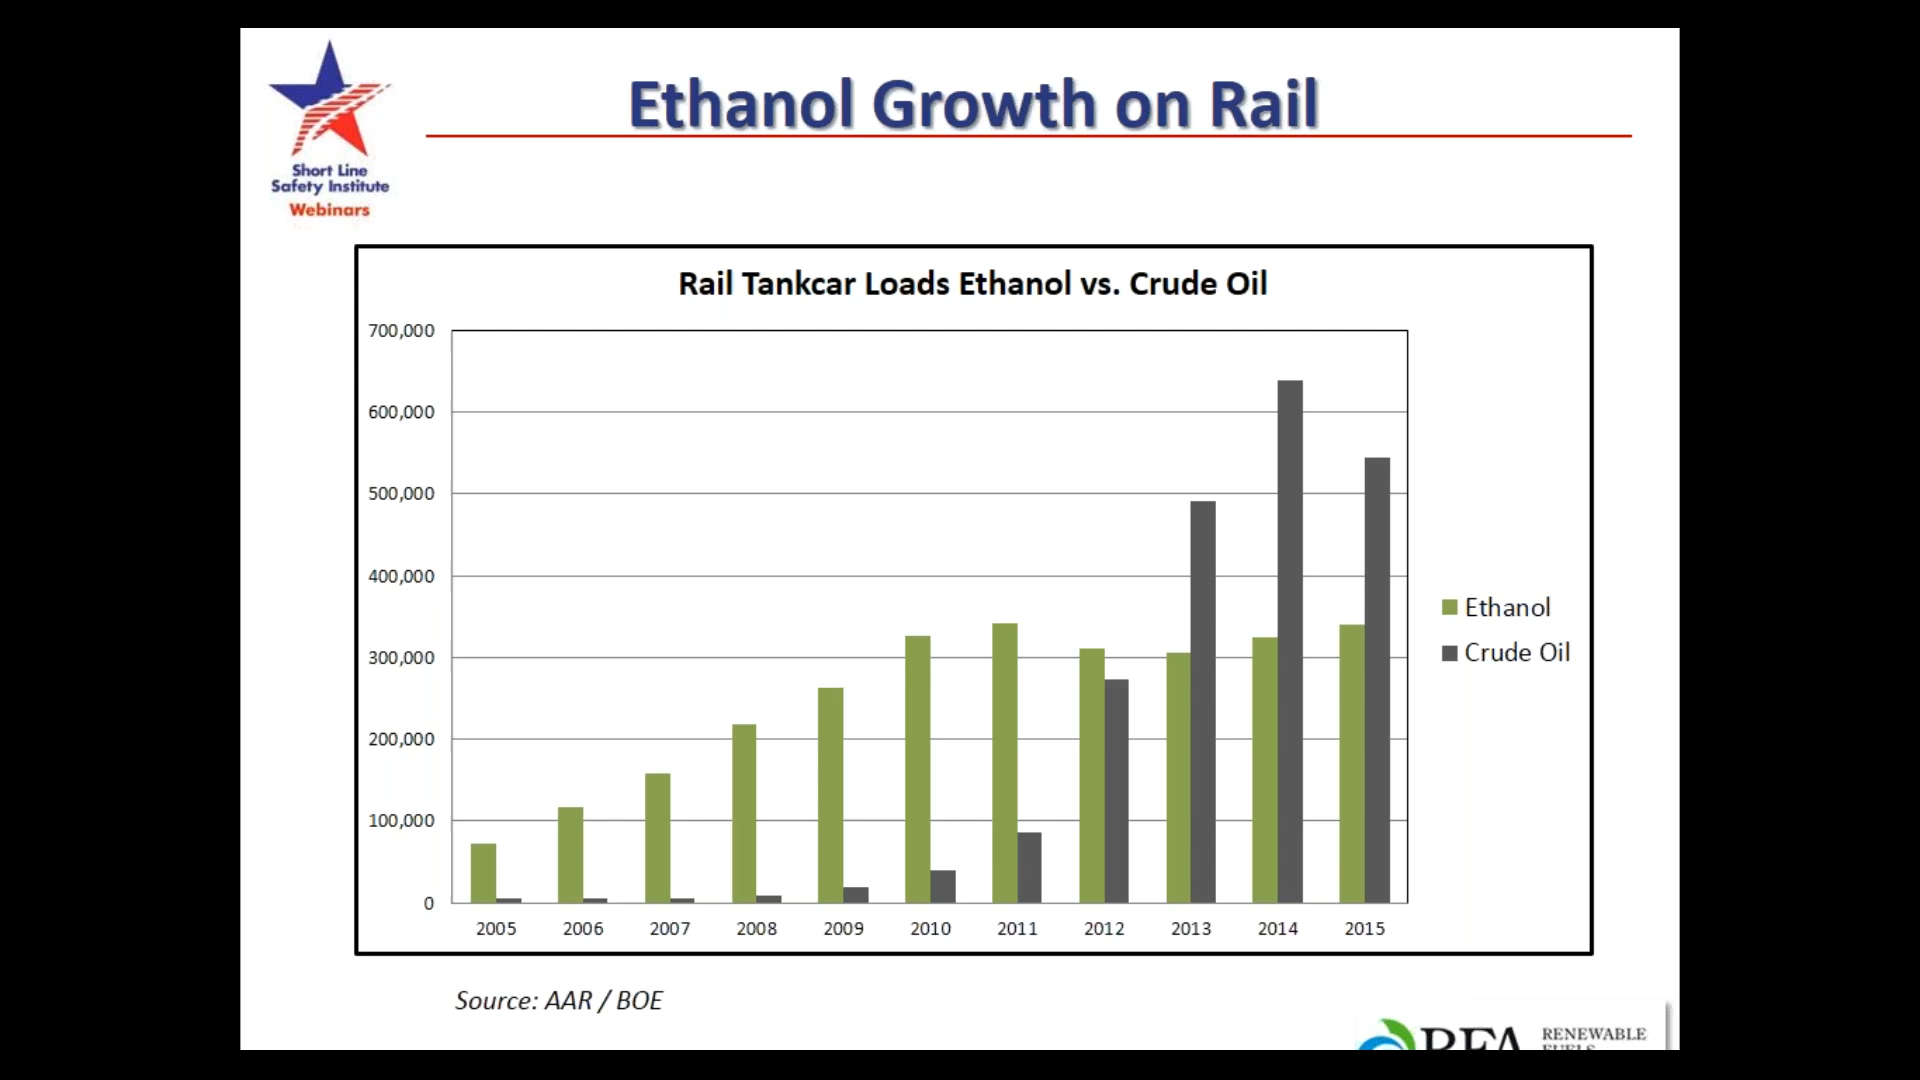 Ethanol Growth on Rail
Short Line
Safety Institute
Webinars
Rail Tankcar Loads Ethanol vs. Crude Oil
700,000
600,000
500,000
400,000
300,000
200,000
100,000
0
2005 2006 2007 2008 2009 2010 2011 2012 2013 2014 2015
Ethanol
Crude Oil
Source: AAR / BOE
RFA RENEWABLE
FUELS